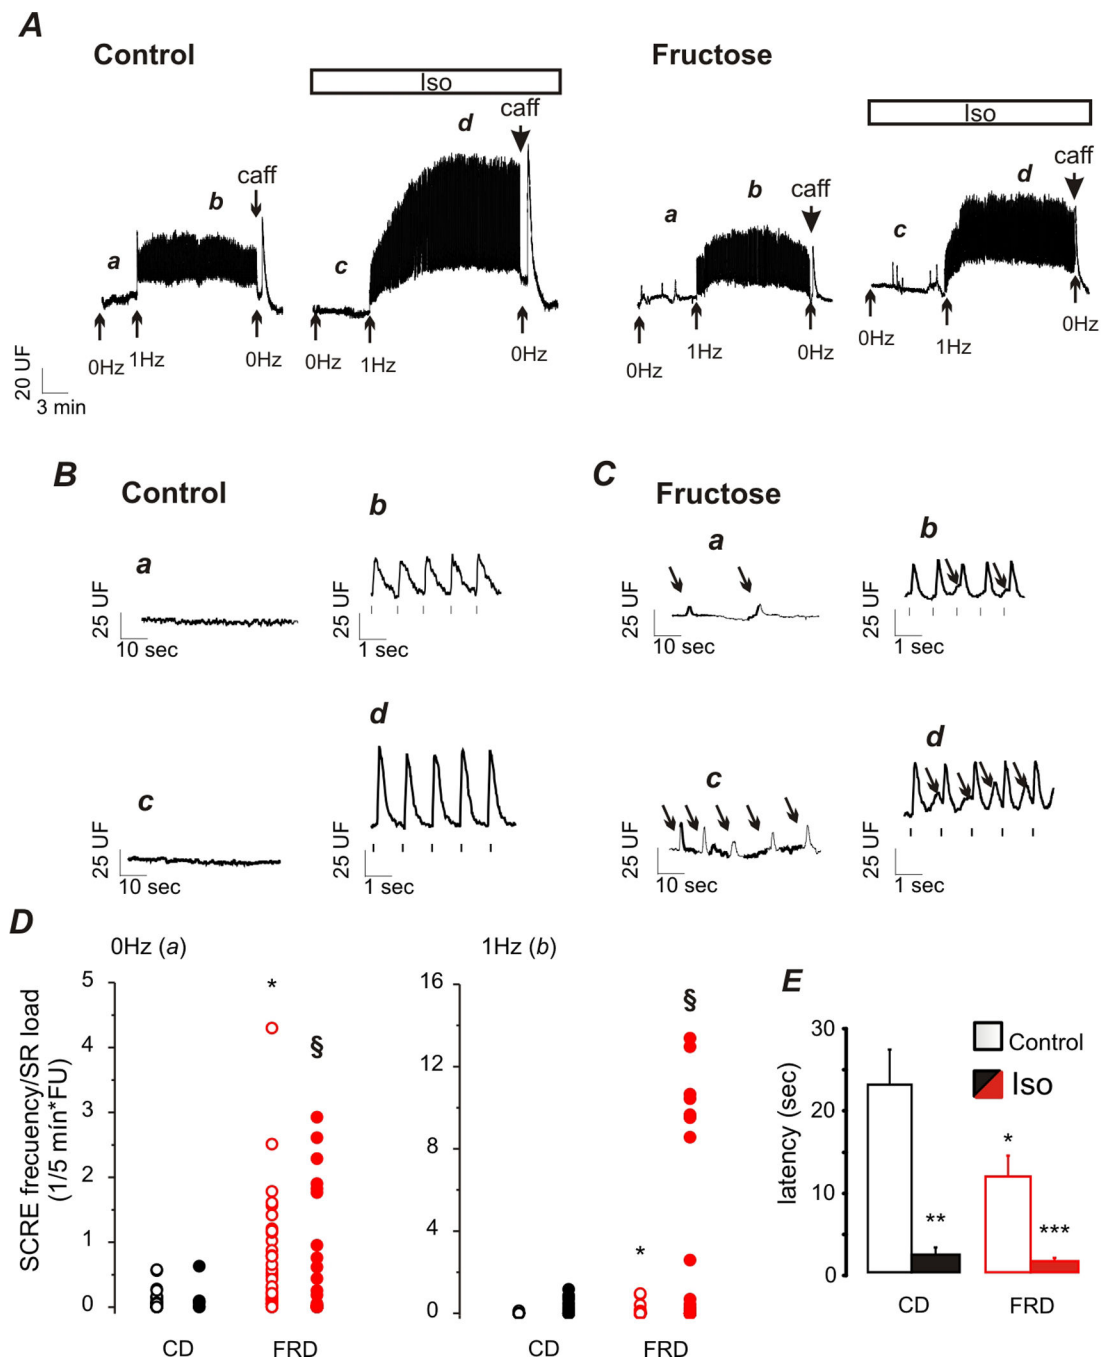 A
Control
Fructose
Iso
Iso
caff
d
caff
b
a
c
0Hz
1Hz
0Hz
0Hz
1Hz
0Hz
caff
d
b
caff
a
c
0Hz
1Hz
0Hz
1Hz
0Hz
20 UF
3 min
B
Control
C
Fructose
a
25 UF
10 sec
b
25 UF
1 sec
a
25 UF
10 sec
b
25 UF
1 sec
c
25 UF
10 sec
d
25 UF
1 sec
c
25 UF
10 sec
d
25 UF
1 sec
D
0Hz (a)
1Hz (b)
SCRE frecuency/SR load
(1/5 min*FU)
5
4
3
2
1
0
*
§
CD
FRD
16
12
8
4
0
*
§
CD
FRD
E
latency (sec)
30
20
10
0
Control
Iso
**
*
***
CD
FRD